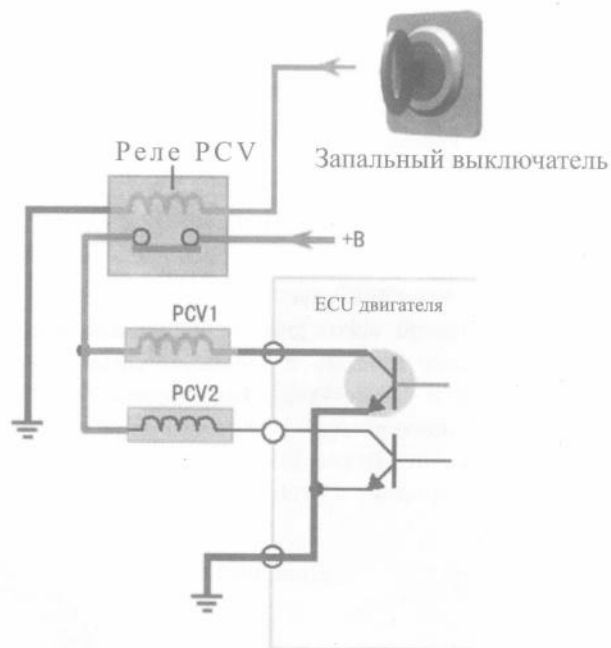 Реле PCV
Запальный выключатель
+B
ECU двигателя
PCV1
PCV2